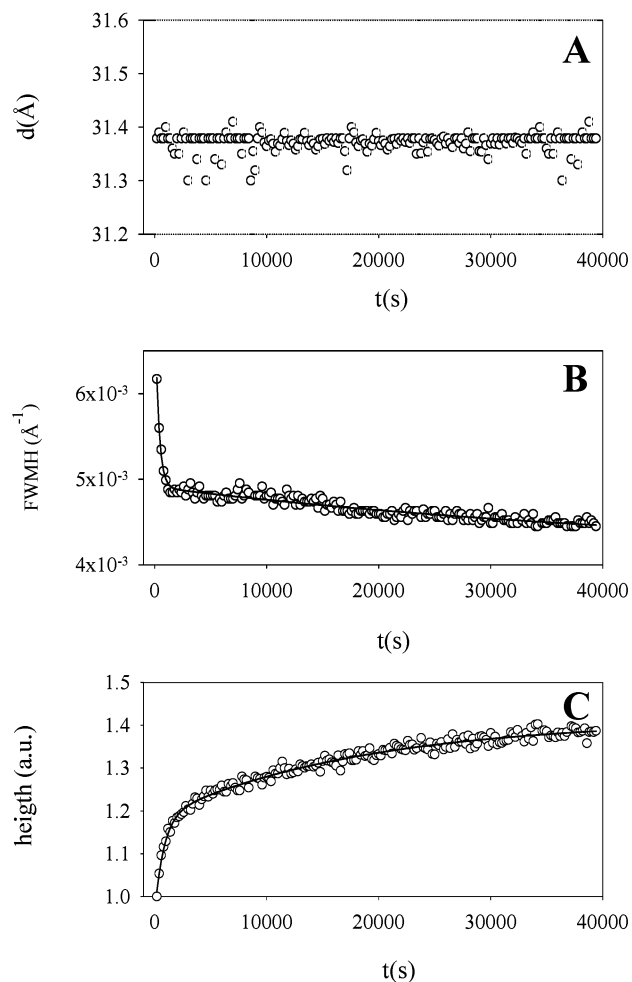 31.6
A
31.5
d(Å)
31.4
31.3
31.2
0 10000 20000 30000 40000
t(s)
B
6x10⁻³
FWMH (Å⁻¹)
5x10⁻³
4x10⁻³
0 10000 20000 30000 40000
t(s)
1.5
C
1.4
heigth (a.u.)
1.3
1.2
1.1
1.0
0 10000 20000 30000 40000
t(s)